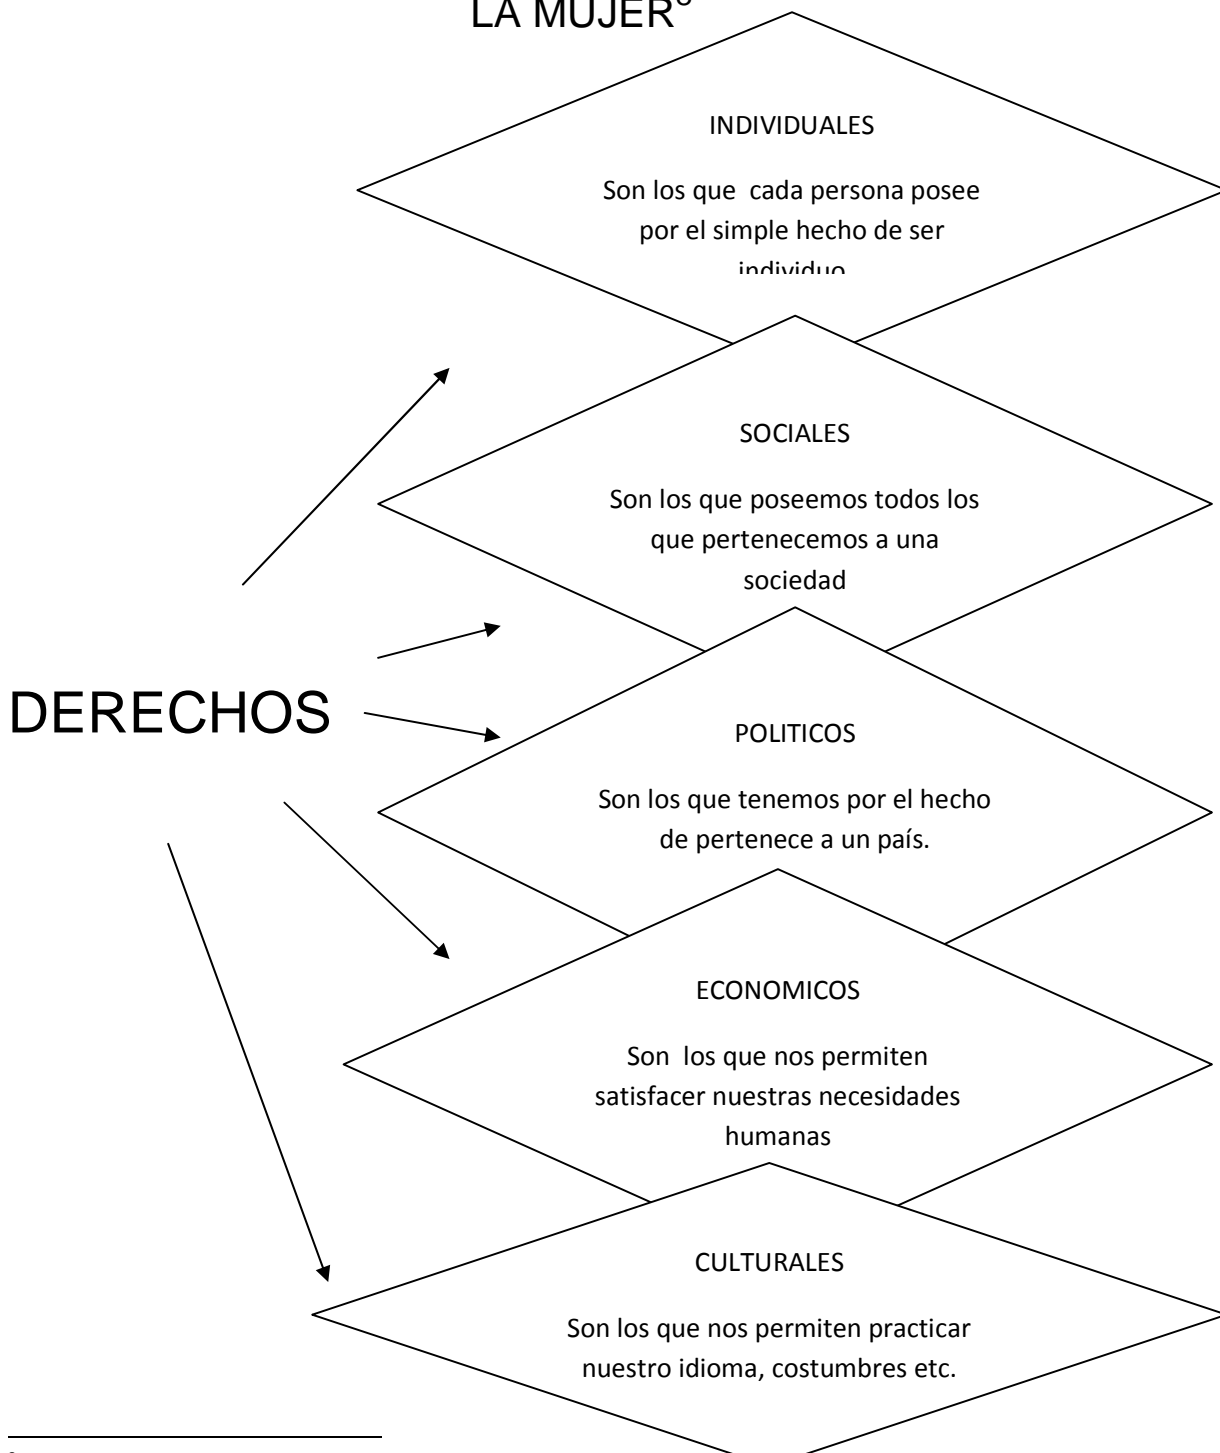 LA MUJER
INDIVIDUALES
Son los que cada persona posee
por el simple hecho de ser
individuo
SOCIALES
Son los que poseemos todos los
que pertenecemos a una
sociedad
DERECHOS
POLITICOS
Son los que tenemos por el hecho
de pertenece a un país.
ECONOMICOS
Son los que nos permiten
satisfacer nuestras necesidades
humanas
CULTURALES
Son los que nos permiten practicar
nuestro idioma, costumbres etc.